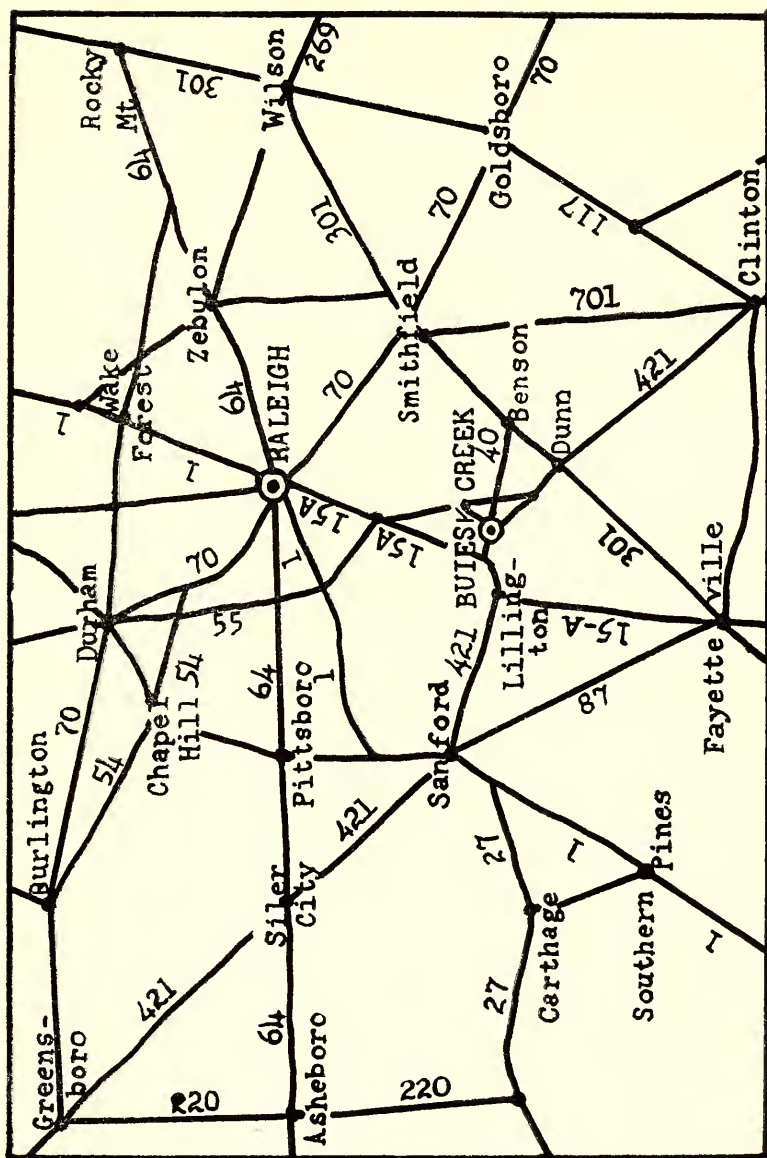 Greens-
boro
Burlington
70
54
Durham
1
Wake
Forest
Rocky
Mt.
64
421
Chapel
Hill
54
70
55
1
Zebulon
301
220
64
Asheboro
Siler
City
64
Pittsboro
1
1
RALEIGH
64
15A
70
Wilson
269
421
15A
301
220
Sanford
421
BUIES CREEK
40
Smithfield
70
Goldsboro
70
27
27
Lilling-
ton
Benson
Dunn
Carthage
1
87
15-A
301
701
117
421
Southern
Pines
1
Fayette
ville
Clinton